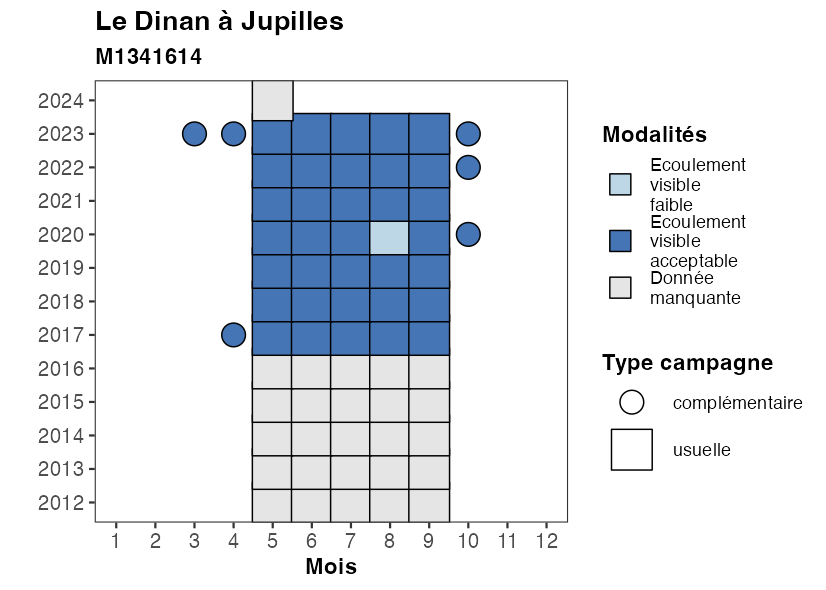 Le Dinan à Jupilles
M1341614
2024
2023
2022
2021
2020
2019
2018
2017
2016
2015
2014
2013
2012
1 2 3 4 5 6 7 8 9 10 11 12
Mois
Modalités
Ecoulement
visible
faible
Ecoulement
visible
acceptable
Donnée
manquante
Type campagne
complémentaire
usuelle